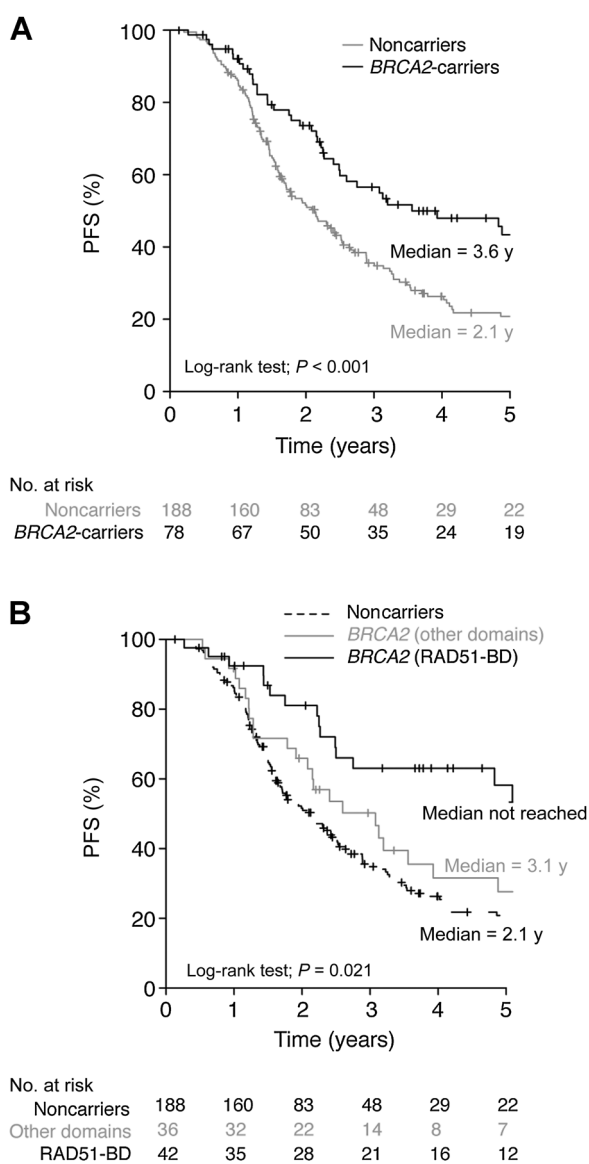 A
100
80
60
40
20
0
PFS (%)
Noncarriers
BRCA2-carriers
Median = 3.6 y
Median = 2.1 y
Log-rank test; P < 0.001
0 1 2 3 4 5
Time (years)
No. at risk
Noncarriers 188 160 83 48 29 22
BRCA2-carriers 78 67 50 35 24 19
B
Noncarriers
BRCA2 (other domains)
BRCA2 (RAD51-BD)
100
80
60
40
20
0
PFS (%)
Median not reached
Median = 3.1 y
Median = 2.1 y
Log-rank test; P = 0.021
0 1 2 3 4 5
Time (years)
No. at risk
Noncarriers 188 160 83 48 29 22
Other domains 36 32 22 14 8 7
RAD51-BD 42 35 28 21 16 12